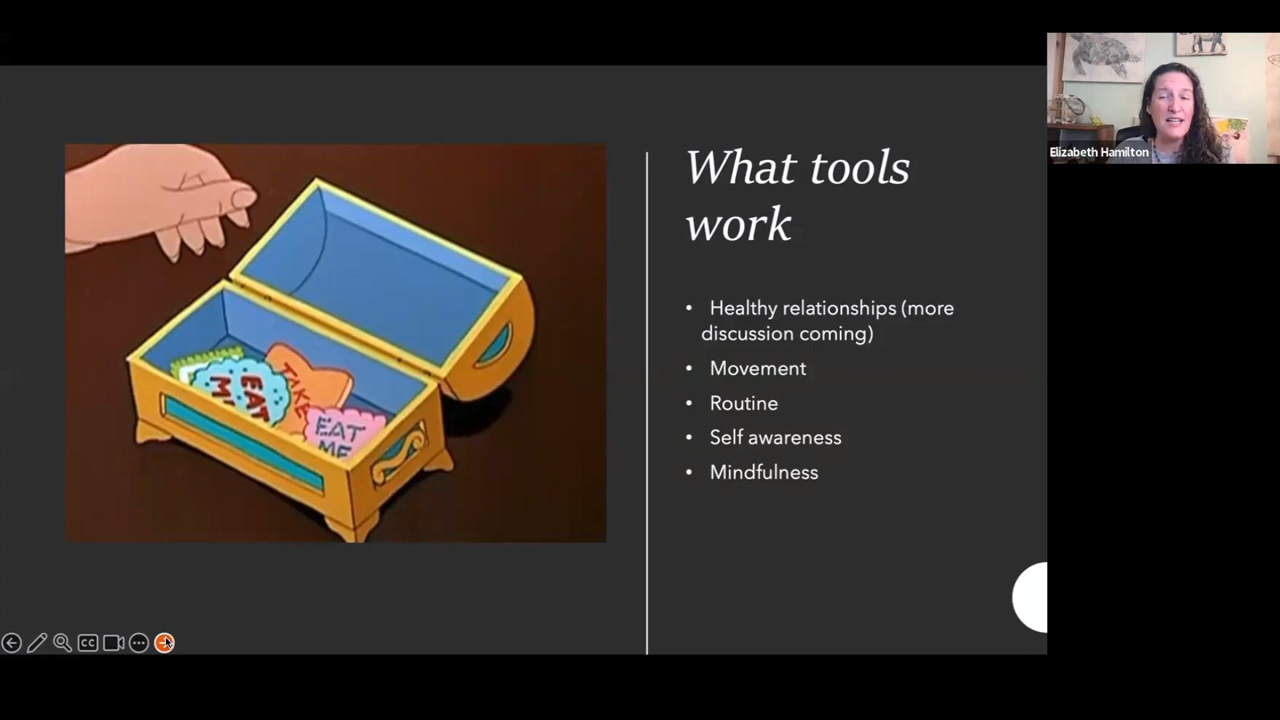 Elizabeth Hamilton
What tools
work
• Healthy relationships (more
discussion coming)
• Movement
• Routine
• Self awareness
• Mindfulness
EAT
TAKE
EAT
ME
CC